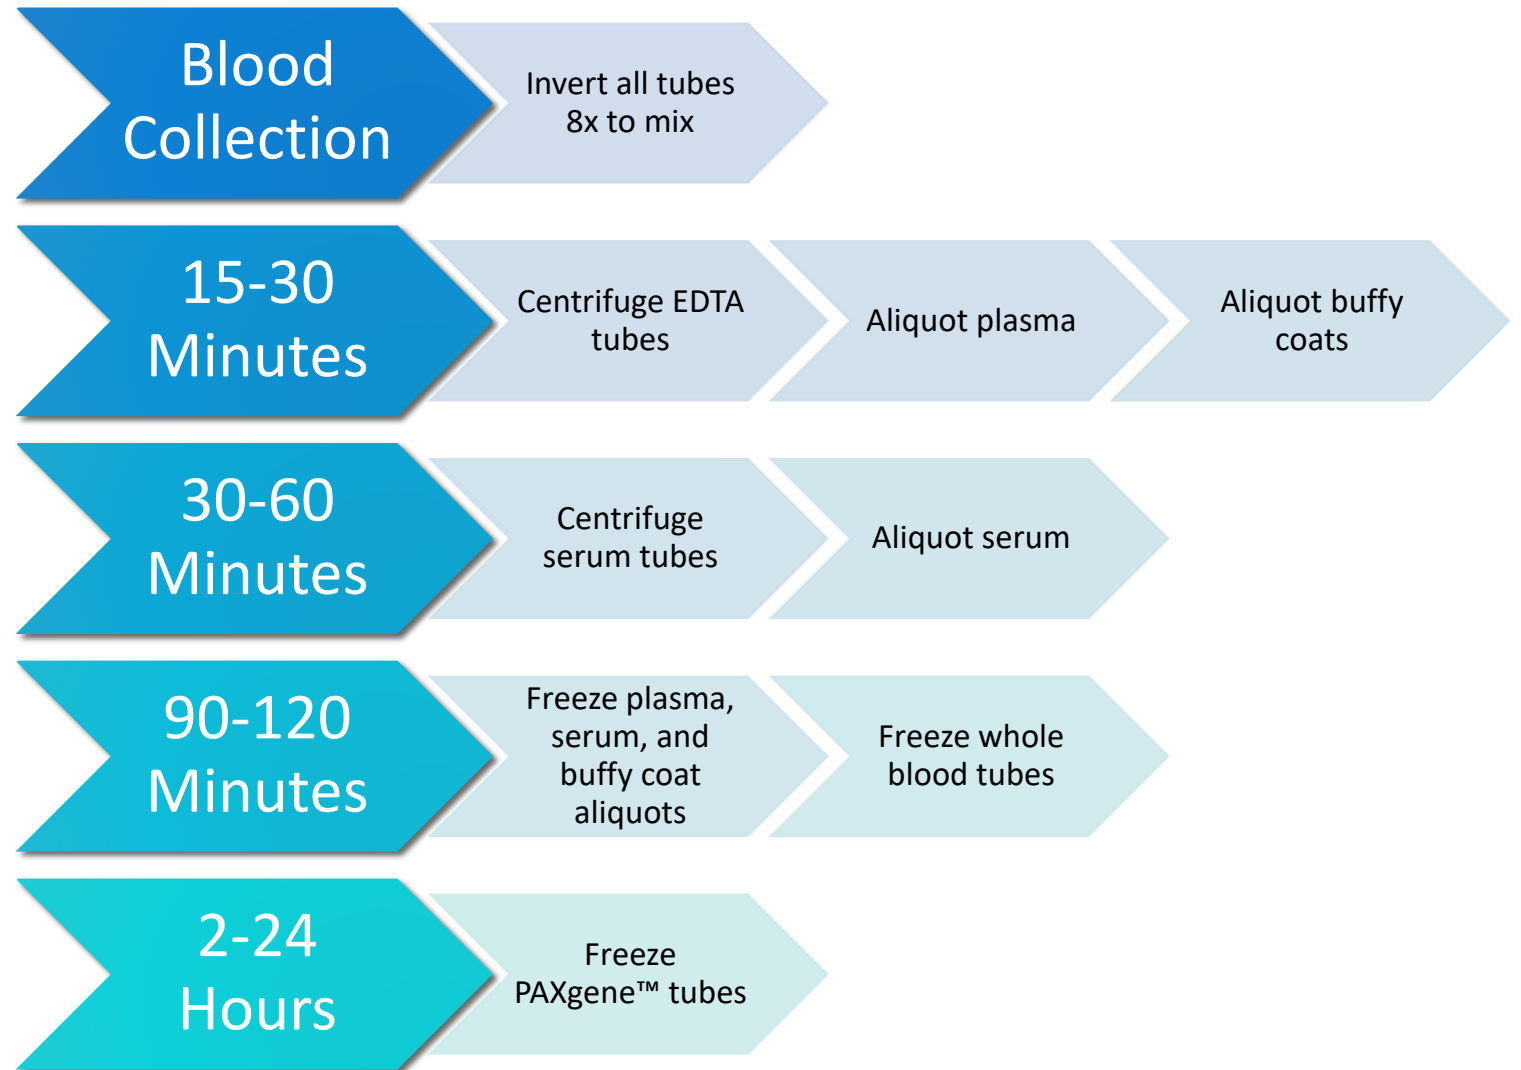 Blood
Collection
Invert all tubes
8x to mix
15-30
Minutes
Centrifuge EDTA
tubes
Aliquot plasma
Aliquot buffy
coats
30-60
Minutes
Centrifuge
serum tubes
Aliquot serum
90-120
Minutes
Freeze plasma,
serum, and
buffy coat
aliquots
Freeze whole
blood tubes
2-24
Hours
Freeze
PAXgene™ tubes